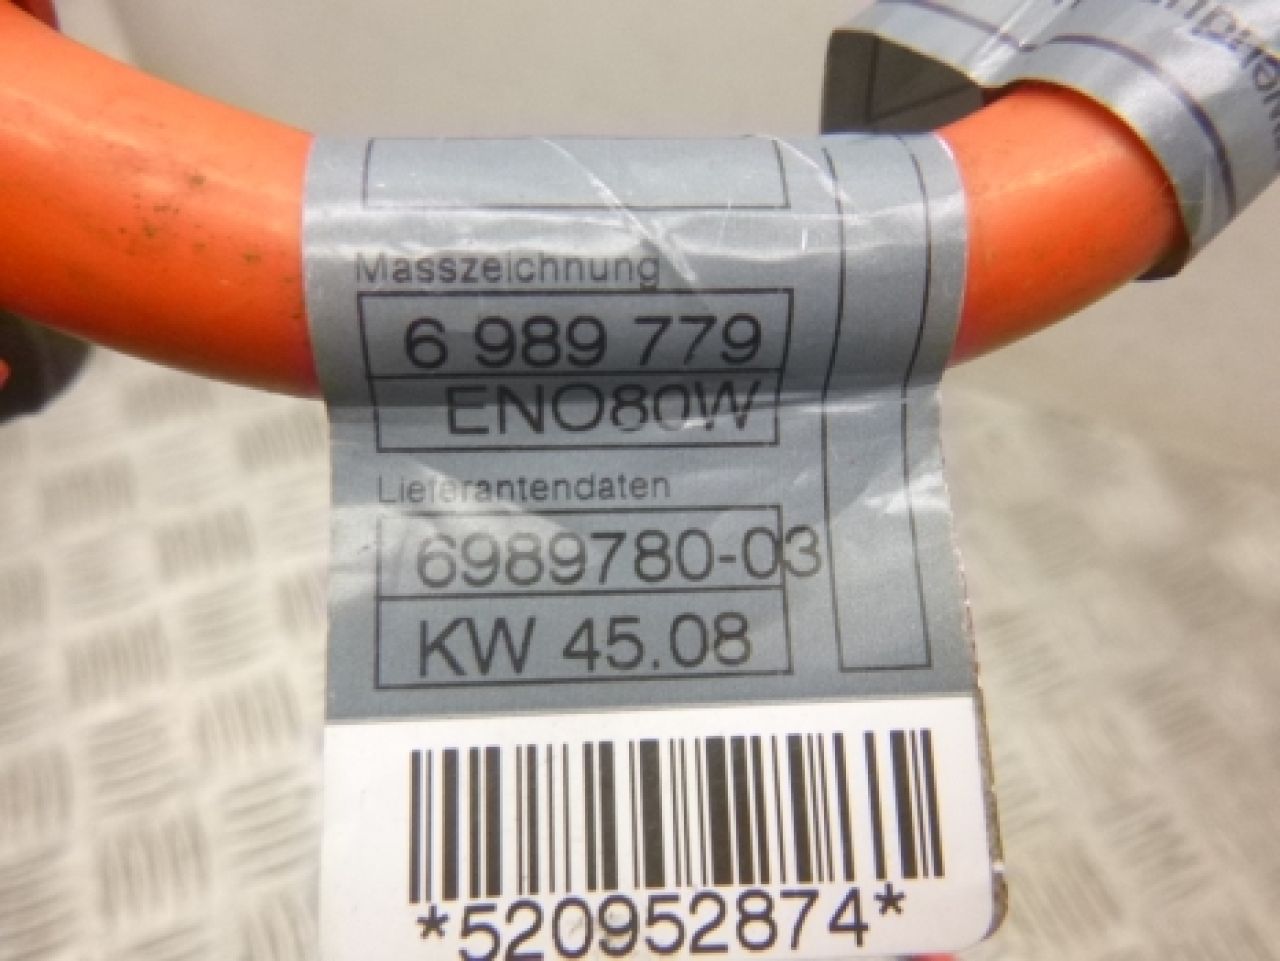 Masszeichnung
6 989 779
ENO80W
Lieferantendaten
6989780-03
KW 45.08
*520952874*